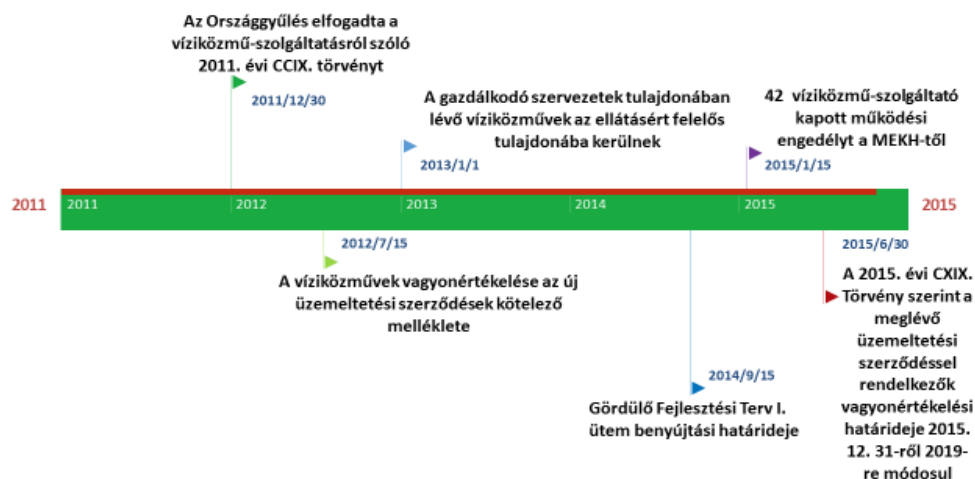 Az Országgyűlés elfogadta a
víziközmű-szolgáltatásról szóló
2011. évi CCIX. törvényt
2011/12/30
A gazdálkodó szervezetek tulajdonában
lévő víziközművek az ellátásért felelős
tulajdonába kerülnek
2013/1/1
42 víziközmű-szolgáltató
kapott működési
engedélyt a MEKH-től
2015/1/15
2011
2011
2012
2013
2014
2015
2015
2012/7/15
A víziközművek vagyonértékelése az új
üzemeltetési szerződések kötelező
melléklete
2014/9/15
Gördülő Fejlesztési Terv I.
ütem benyújtási határideje
2015/6/30
A 2015. évi CXIX.
Törvény szerint a
meglévő
üzemeltetési
szerződéssel
rendelkezők
vagyonértékelési
határideje 2015.
12. 31-ről 2019-
re módosul